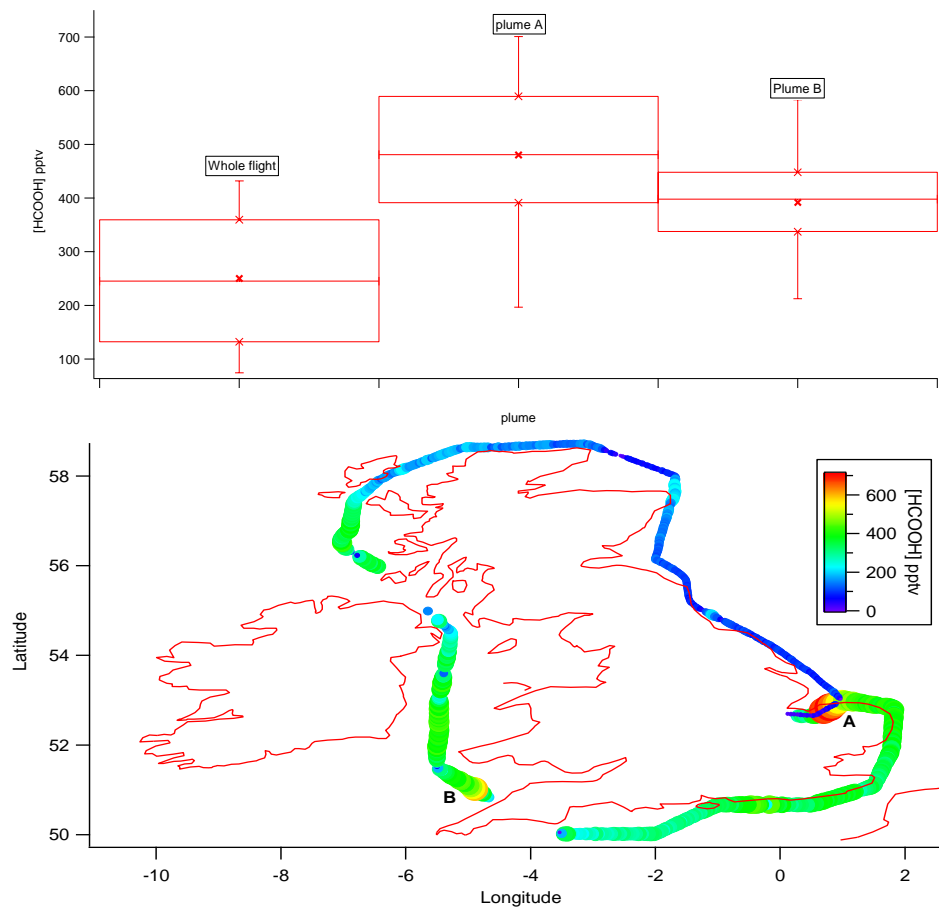 plume A
Whole flight
Plume B
[HCOOH] pptv
700
600
500
400
300
200
100
plume
Latitude
58
56
54
52
50
[HCOOH] pptv
600
400
200
0
A
B
-10
-8
-6
-4
-2
0
2
Longitude